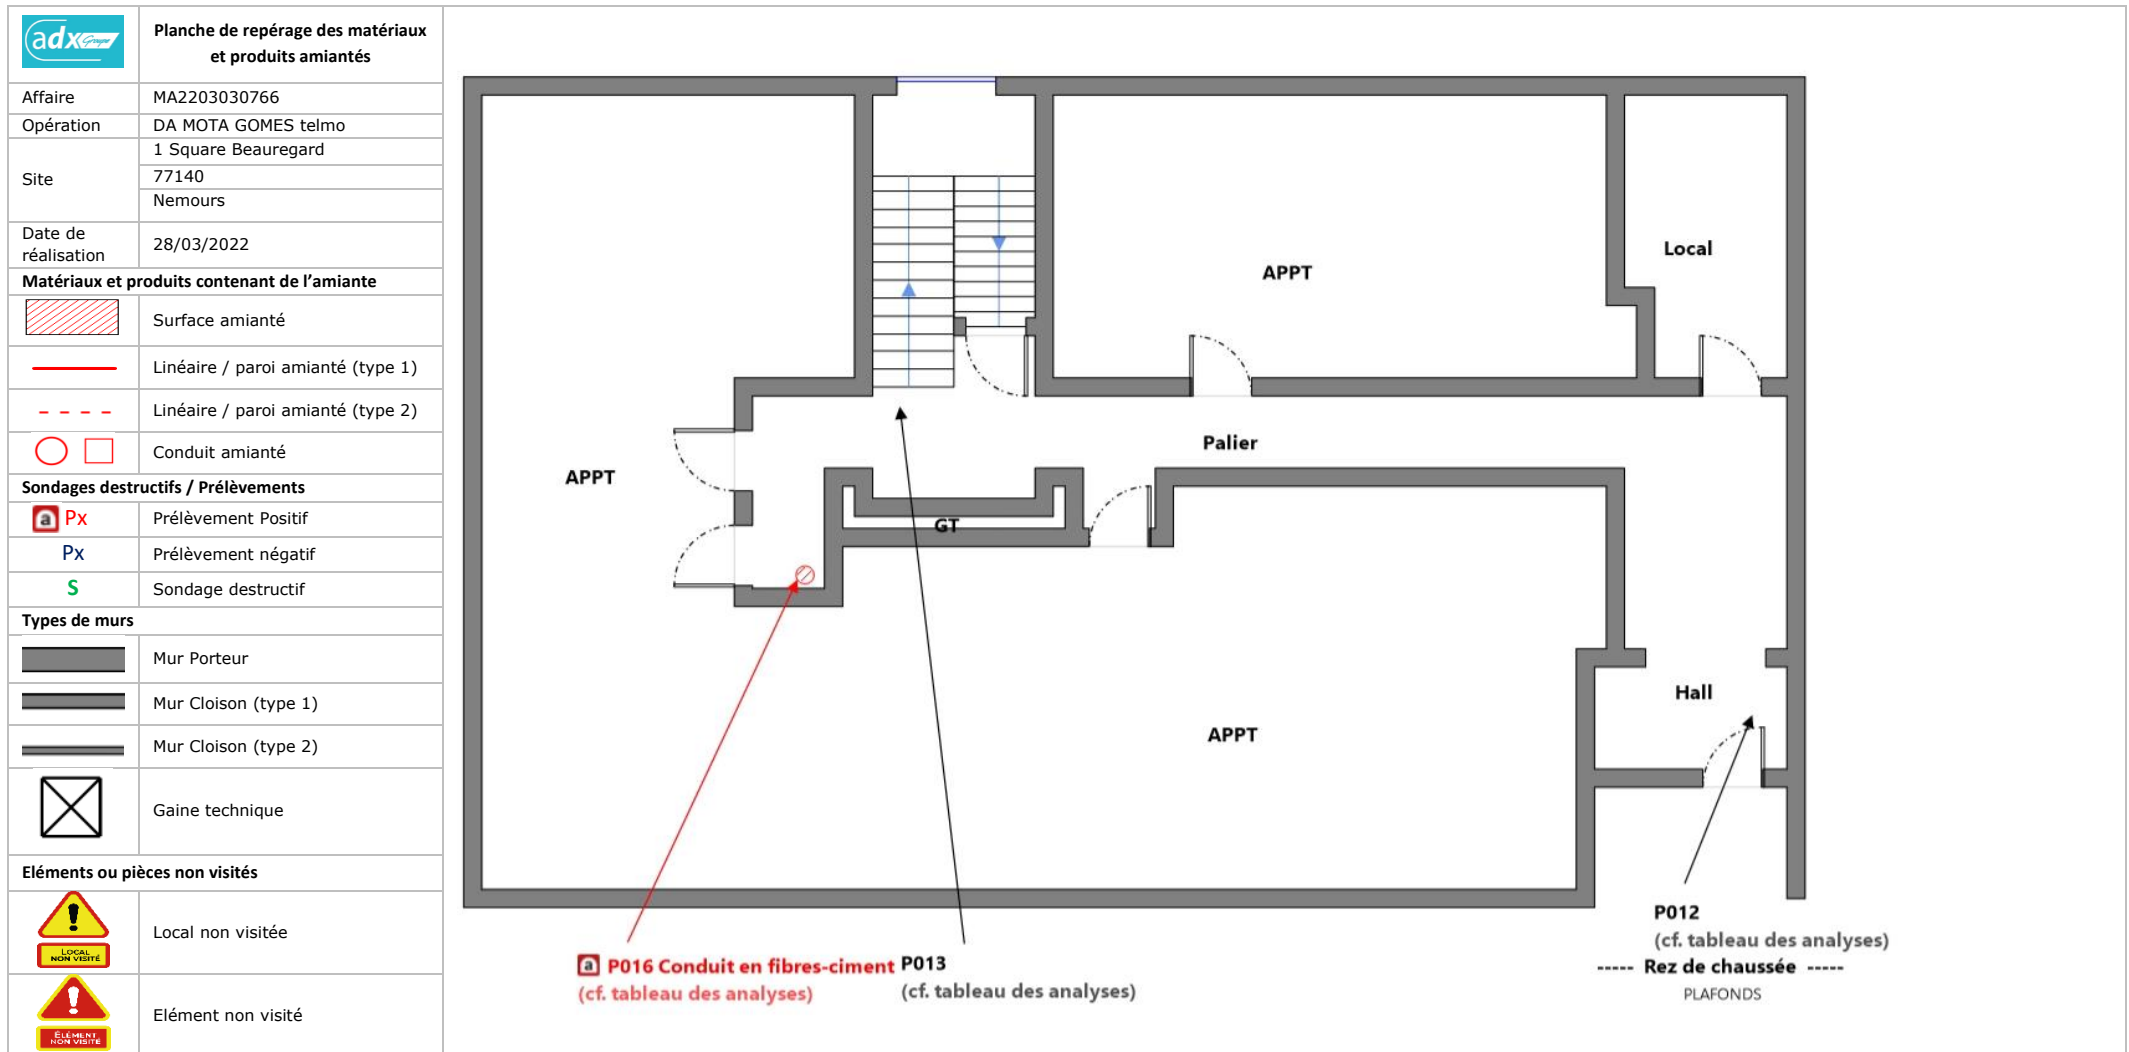 adx Groupe
Planche de repérage des matériaux
et produits amiantés
Affaire
MA2203030766
Opération
DA MOTA GOMES telmo
Site
1 Square Beauregard
77140
Nemours
Date de
réalisation
28/03/2022
Matériaux et produits contenant de l’amiante
Surface amianté
Linéaire / paroi amianté (type 1)
Linéaire / paroi amianté (type 2)
Conduit amianté
Sondages destructifs / Prélèvements
a Px
Prélèvement Positif
Px
Prélèvement négatif
S
Sondage destructif
Types de murs
Mur Porteur
Mur Cloison (type 1)
Mur Cloison (type 2)
Gaine technique
Eléments ou pièces non visités
LOCAL
NON VISITÉ
Local non visitée
ELÉMENT
NON VISITÉ
Elément non visité
Local
APPT
Palier
APPT
GT
Hall
APPT
P012
(cf. tableau des analyses)
a P016 Conduit en fibres-ciment
(cf. tableau des analyses)
P013
(cf. tableau des analyses)
----- Rez de chaussée -----
PLAFONDS